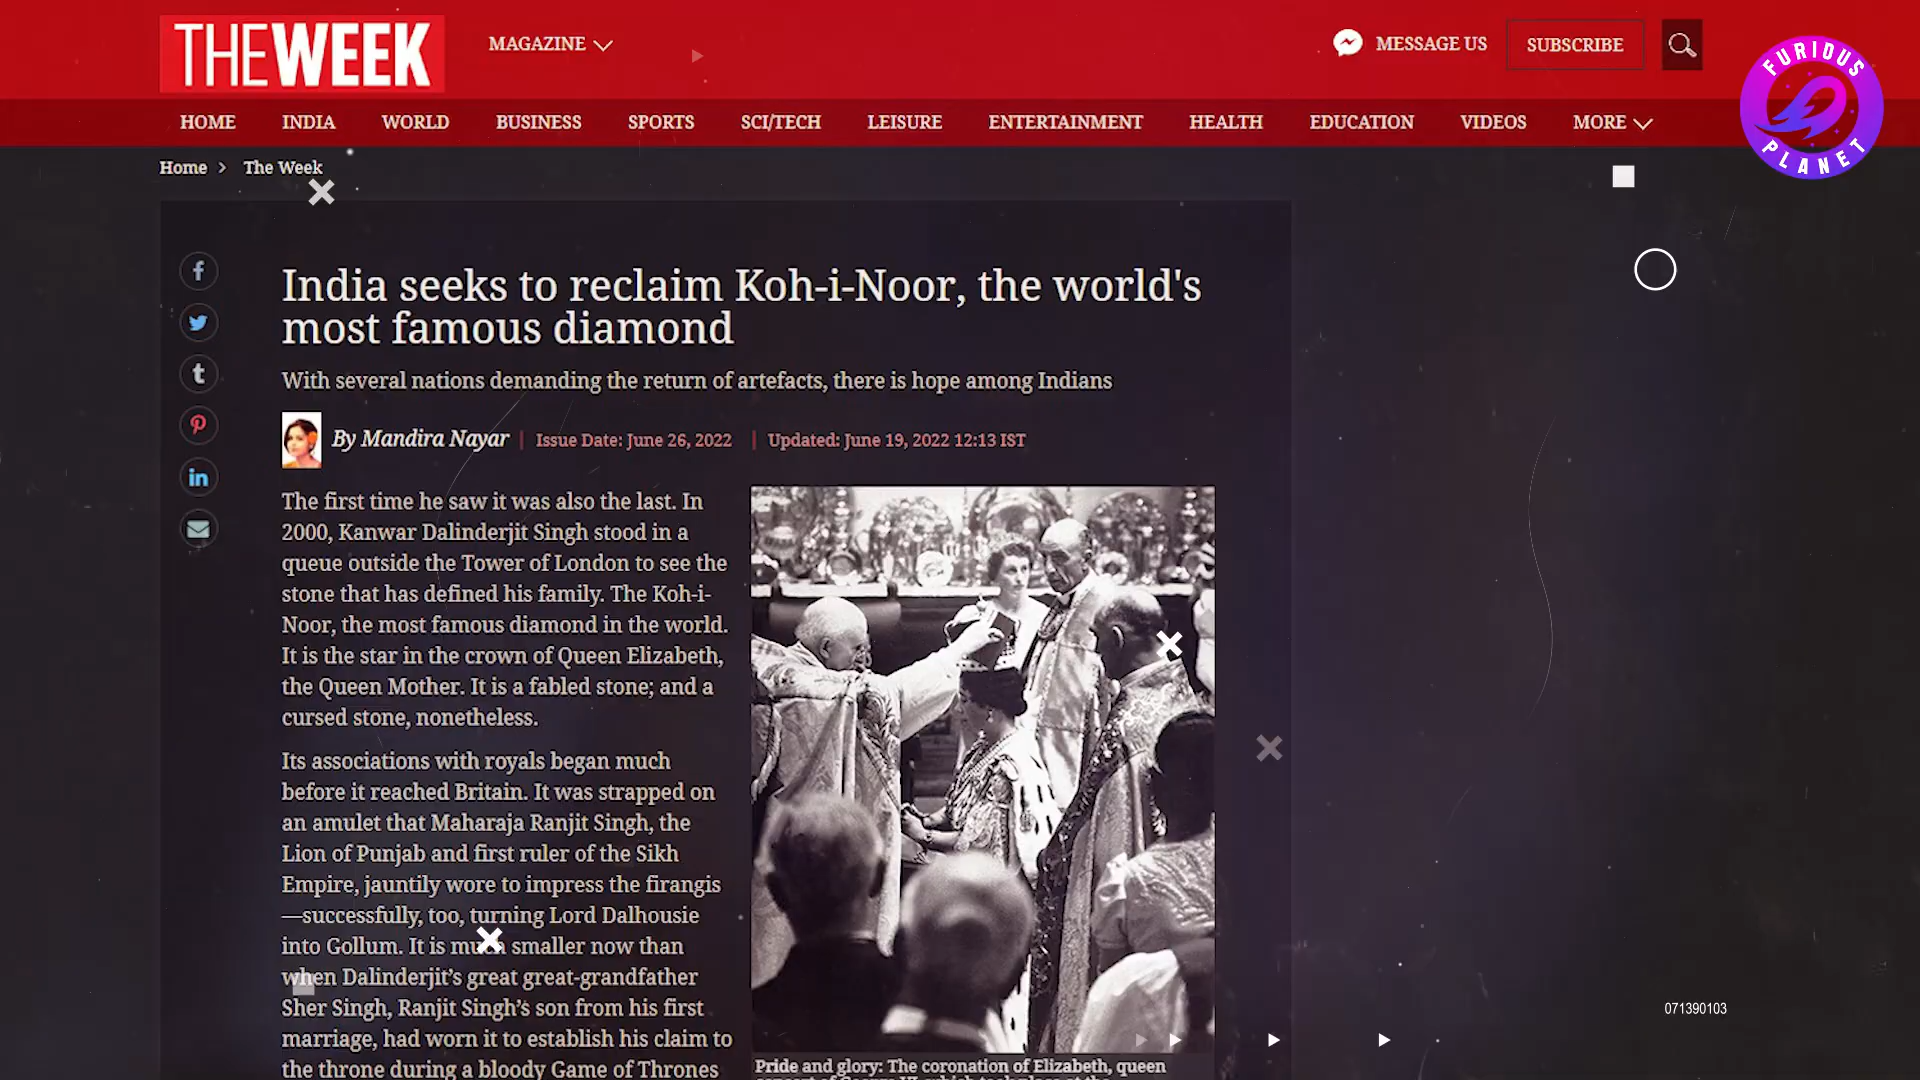 THEWEEK
MAGAZINE
MESSAGE US
SUBSCRIBE
FURIOUS
PLANET
HOME INDIA WORLD BUSINESS SPORTS SCI/TECH LEISURE ENTERTAINMENT HEALTH EDUCATION VIDEOS MORE
Home > The Week
India seeks to reclaim Koh-i-Noor, the world's
most famous diamond
With several nations demanding the return of artefacts, there is hope among Indians
By Mandira Nayar | Issue Date: June 26, 2022 | Updated: June 19, 2022 12:13 IST
The first time he saw it was also the last. In
2000, Kanwar Dalinderjit Singh stood in a
queue outside the Tower of London to see the
stone that has defined his family. The Koh-i-
Noor, the most famous diamond in the world.
It is the star in the crown of Queen Elizabeth,
the Queen Mother. It is a fabled stone; and a
cursed stone, nonetheless.
Its associations with royals began much
before it reached Britain. It was strapped on
an amulet that Maharaja Ranjit Singh, the
Lion of Punjab and first ruler of the Sikh
Empire, jauntily wore to impress the firangis
—successfully, too, turning Lord Dalhousie
into Gollum. It is much smaller now than
when Dalinderjit's great great-grandfather
Sher Singh, Ranjit Singh's son from his first
marriage, had worn it to establish his claim to
the throne during a bloody Game of Thrones
Pride and glory: The coronation of Elizabeth, queen
071390103